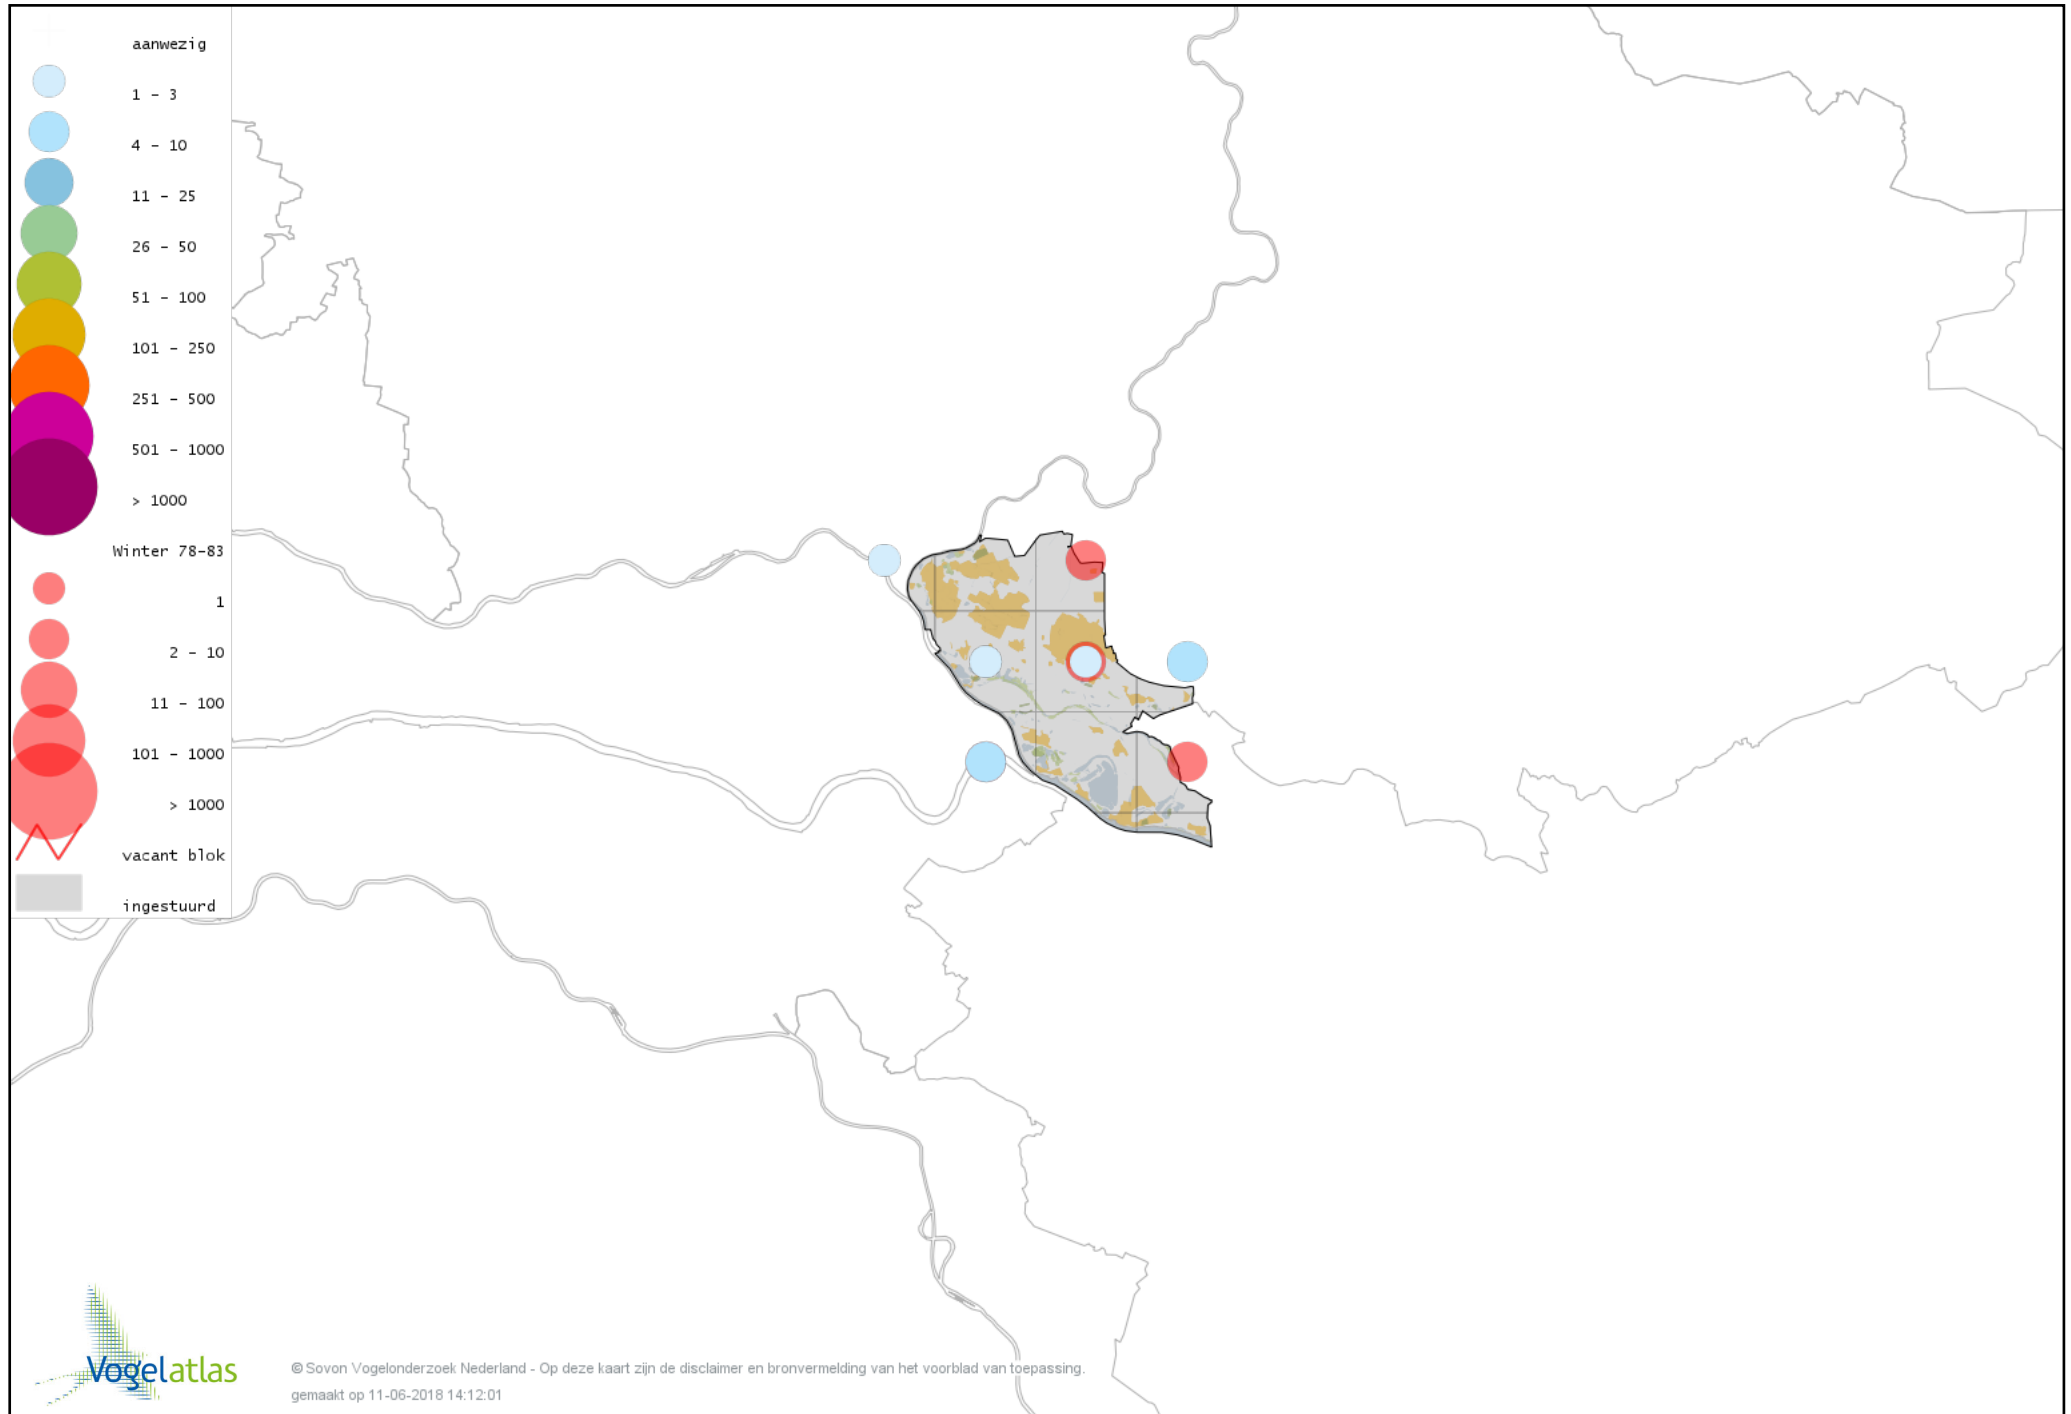 aanwezig
1 - 3
4 - 10
11 - 25
26 - 50
51 - 100
101 - 250
251 - 500
501 - 1000
> 1000
Winter 78-83
1
2 - 10
11 - 100
101 - 1000
> 1000
vacant blok
ingestuurd
Vogelatlas
© Sovon Vogelonderzoek Nederland - Op deze kaart zijn de disclaimer en bronvermelding van het voorblad van toepassing.
gemaakt op 11-06-2018 14:12:01